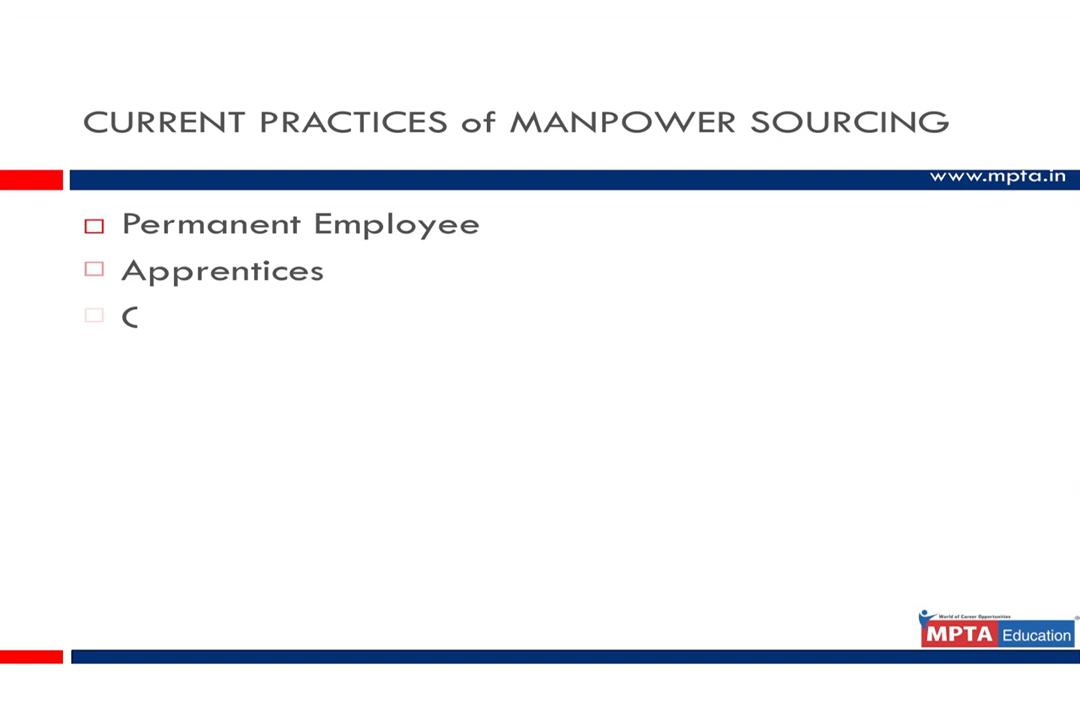 CURRENT PRACTICES of MANPOWER SOURCING
www.mpta.in
Permanent Employee
Apprentices
C
World of Career Opportunities
MPTA Education